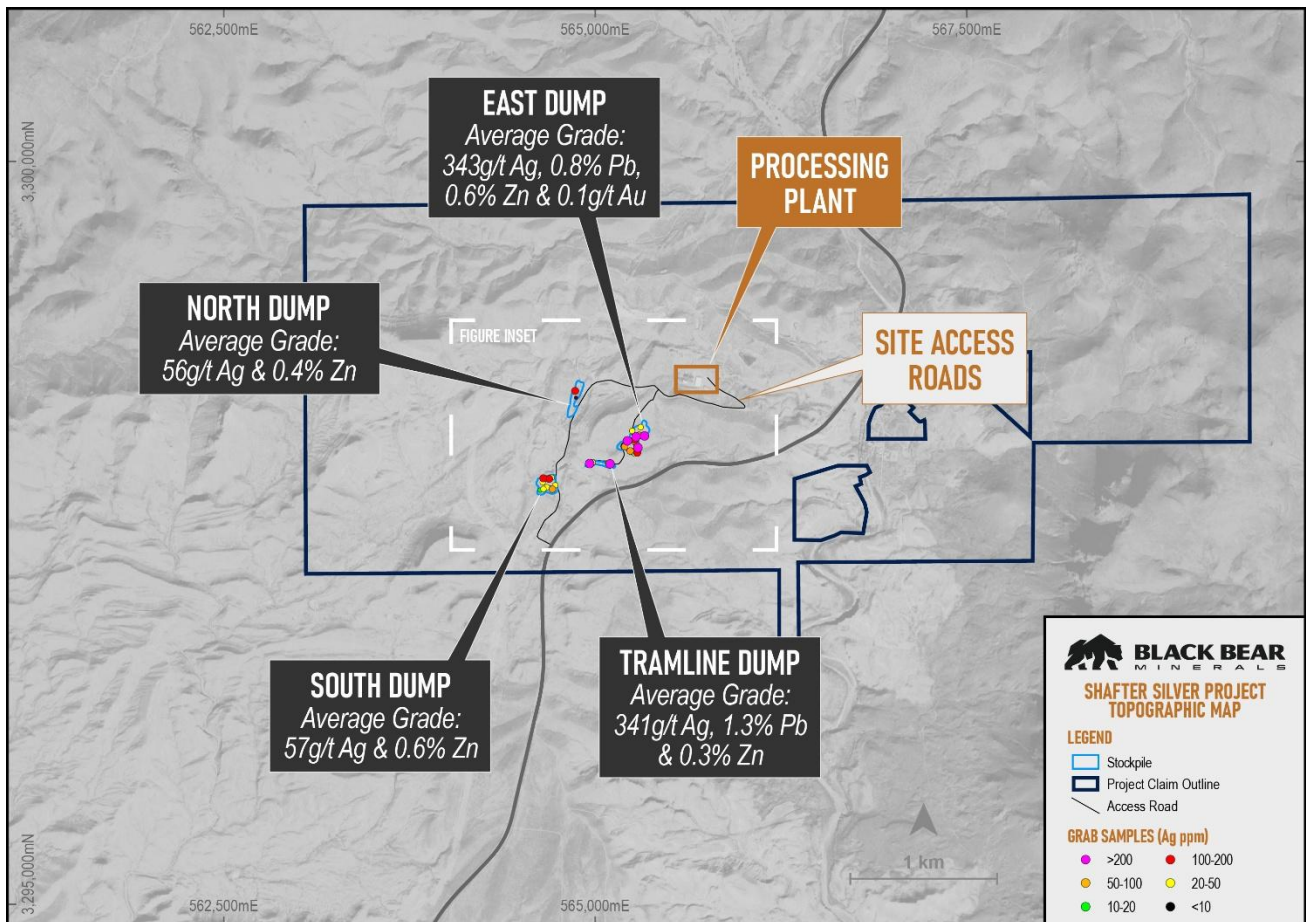 562,500mE
565,000mE
567,500mE
3,300,000mN
EAST DUMP
Average Grade:
343g/t Ag, 0.8% Pb,
0.6% Zn & 0.1g/t Au
PROCESSING
PLANT
NORTH DUMP
Average Grade:
56g/t Ag & 0.4% Zn
FIGURE INSET
SITE ACCESS
ROADS
SOUTH DUMP
Average Grade:
57g/t Ag & 0.6% Zn
TRAMLINE DUMP
Average Grade:
341g/t Ag, 1.3% Pb
& 0.3% Zn
1 km
3,295,000mN
562,500mE
565,000mE
BLACK BEAR
MINERALS
SHAFTER SILVER PROJECT
TOPOGRAPHIC MAP
LEGEND
Stockpile
Project Claim Outline
Access Road
GRAB SAMPLES (Ag ppm)
>200 100-200
50-100 20-50
10-20 <10